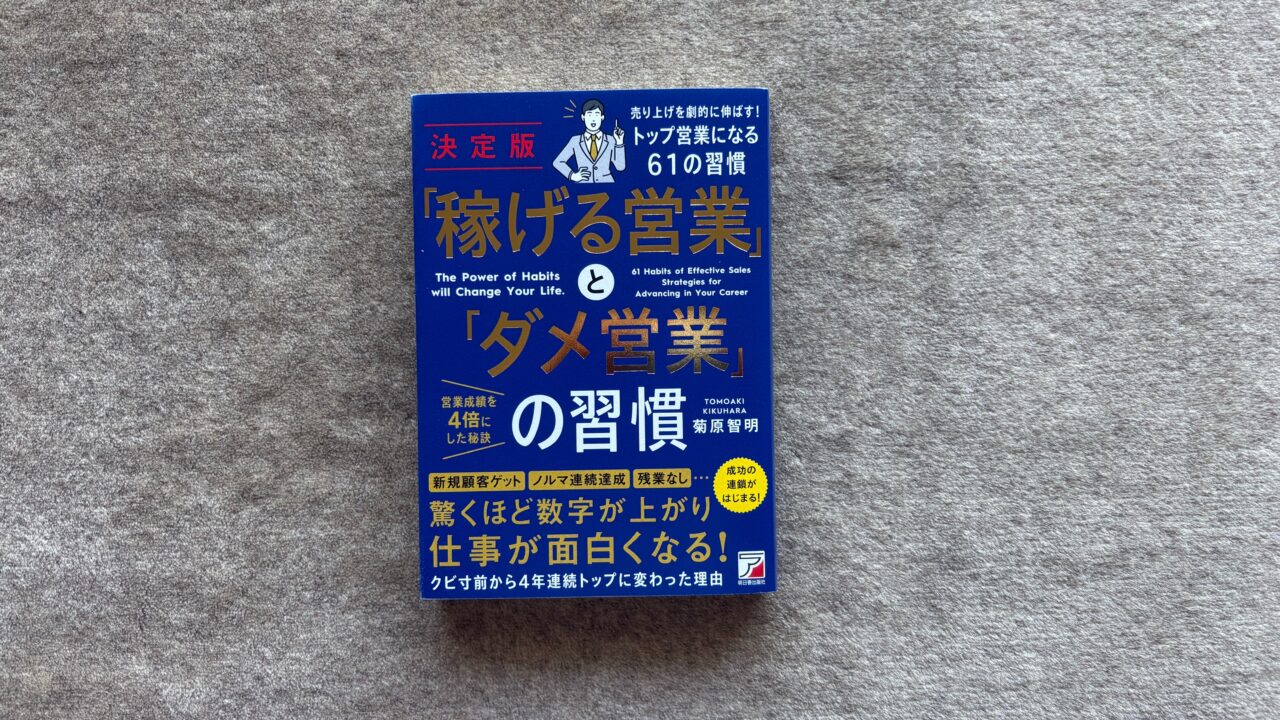 決定版
売り上げを劇的に伸ばす!
トップ営業になる
61の習慣
「稼げる営業」
The Power of Habits
will Change Your Life.
と
61 Habits of Effective Sales
Strategies for
Advancing in Your Career
「ダメ営業」
の習慣
営業成績を
4倍に
した秘訣
TOMOAKI
KIKUHARA
菊原智明
新規顧客ゲット ノルマ連続達成 残業なし…
成功の
連鎖が
はじまる!
驚くほど数字が上がり
仕事が面白くなる!
クビ寸前から4年連続トップに変わった理由
ア
明日香出版社